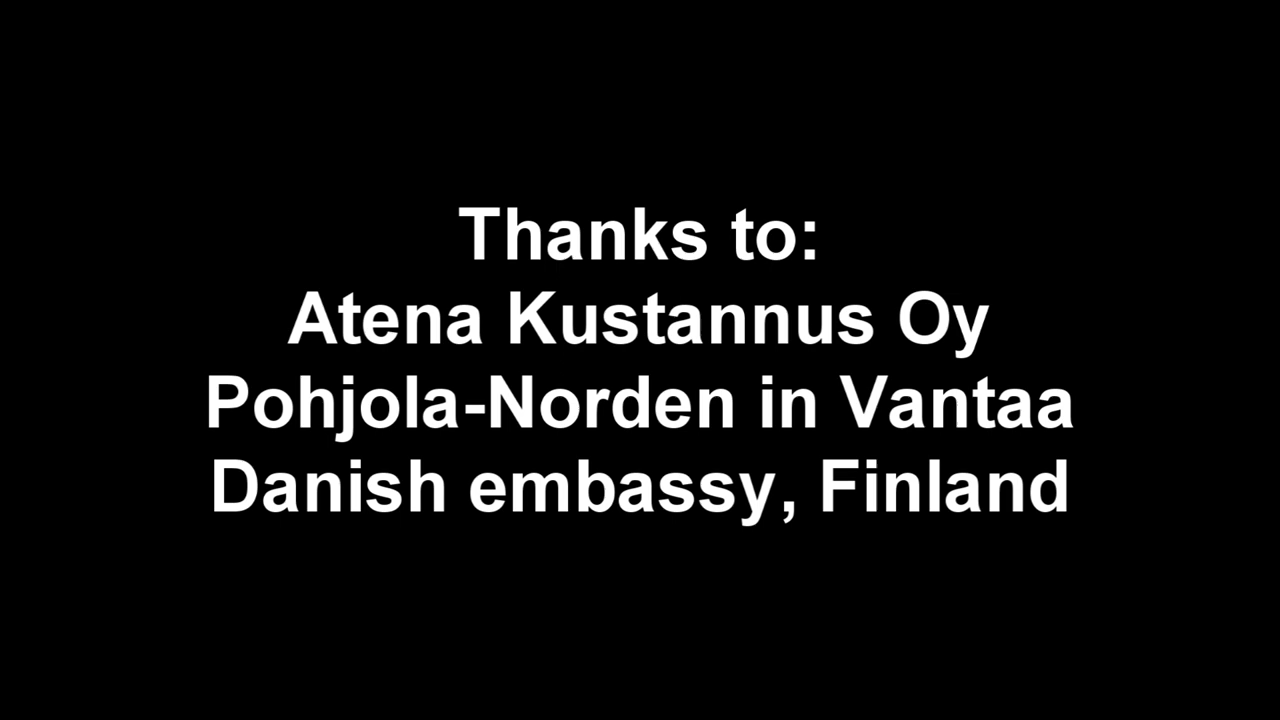 Thanks to:
Atena Kustannus Oy
Pohjola-Norden in Vantaa
Danish embassy, Finland